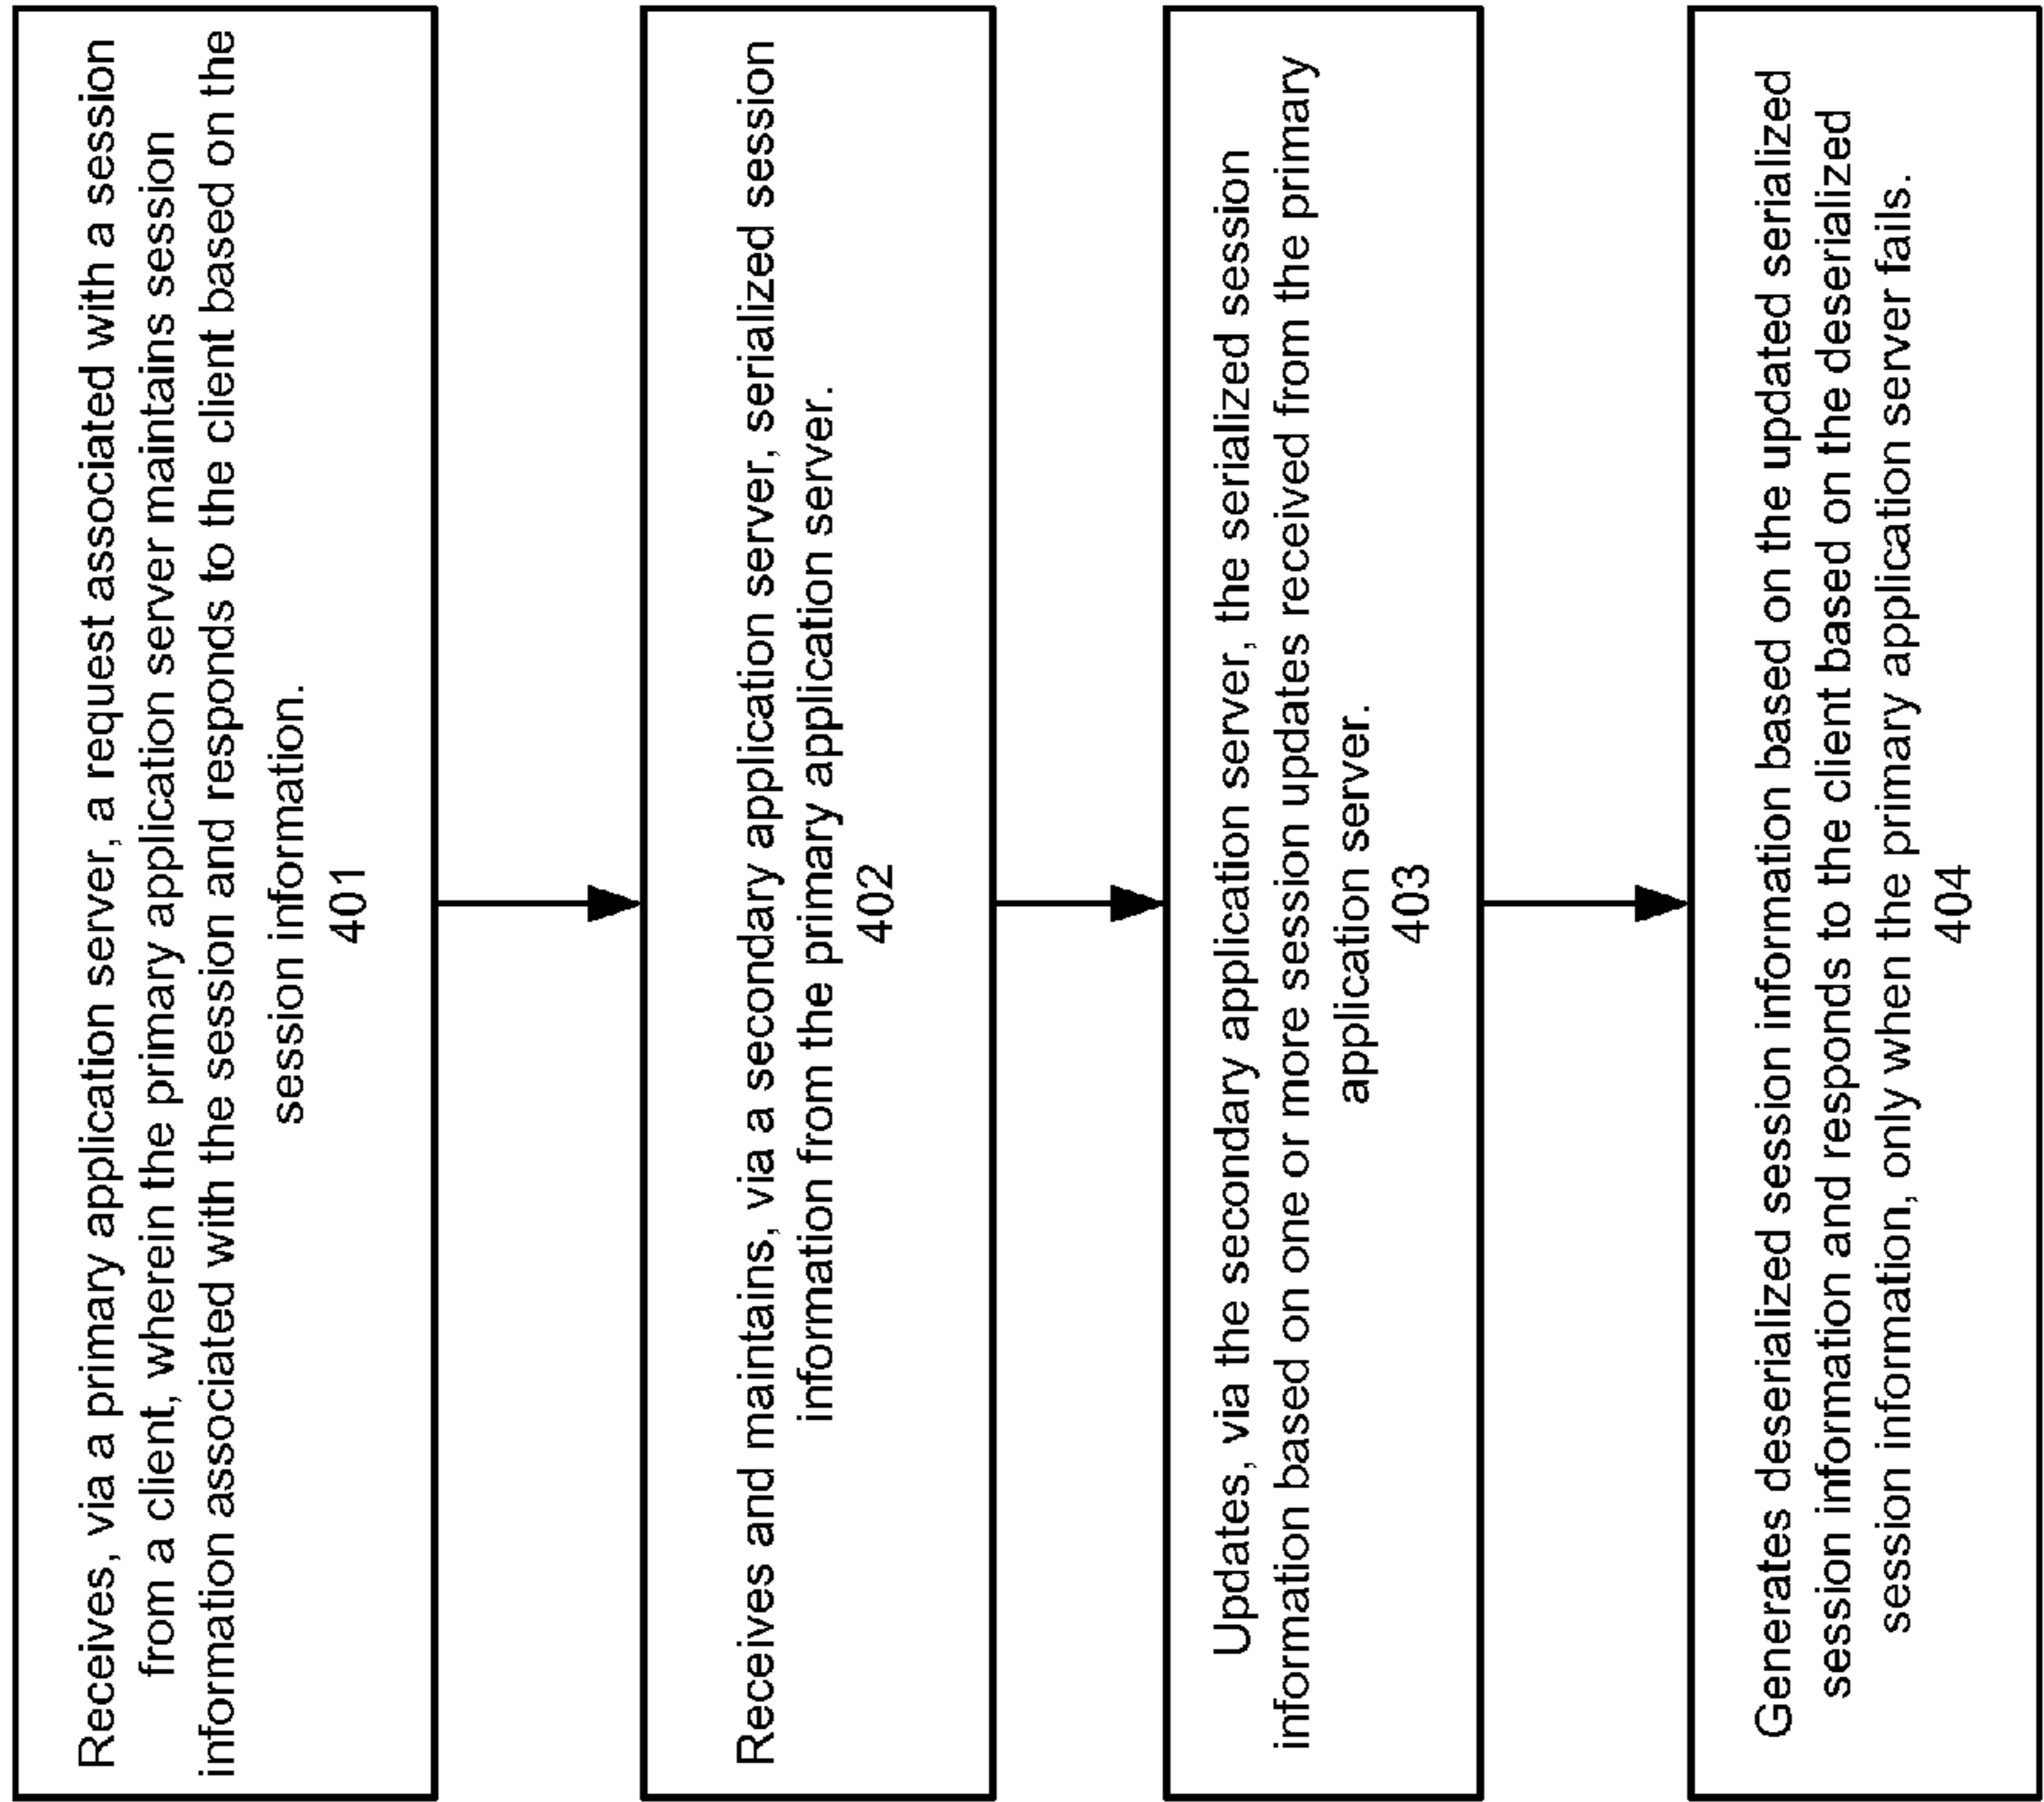 Receives, via a primary application server, a request associated with a session
from a client, wherein the primary application server maintains session
information associated with the session and responds to the client based on the
session information.
401
Receives and maintains, via a secondary application server, serialized session
information from the primary application server.
402
Updates, via the secondary application server, the serialized session
information based on one or more session updates received from the primary
application server.
403
Generates deserialized session information based on the updated serialized
session information and responds to the client based on the deserialized
session information, only when the primary application server fails.
404